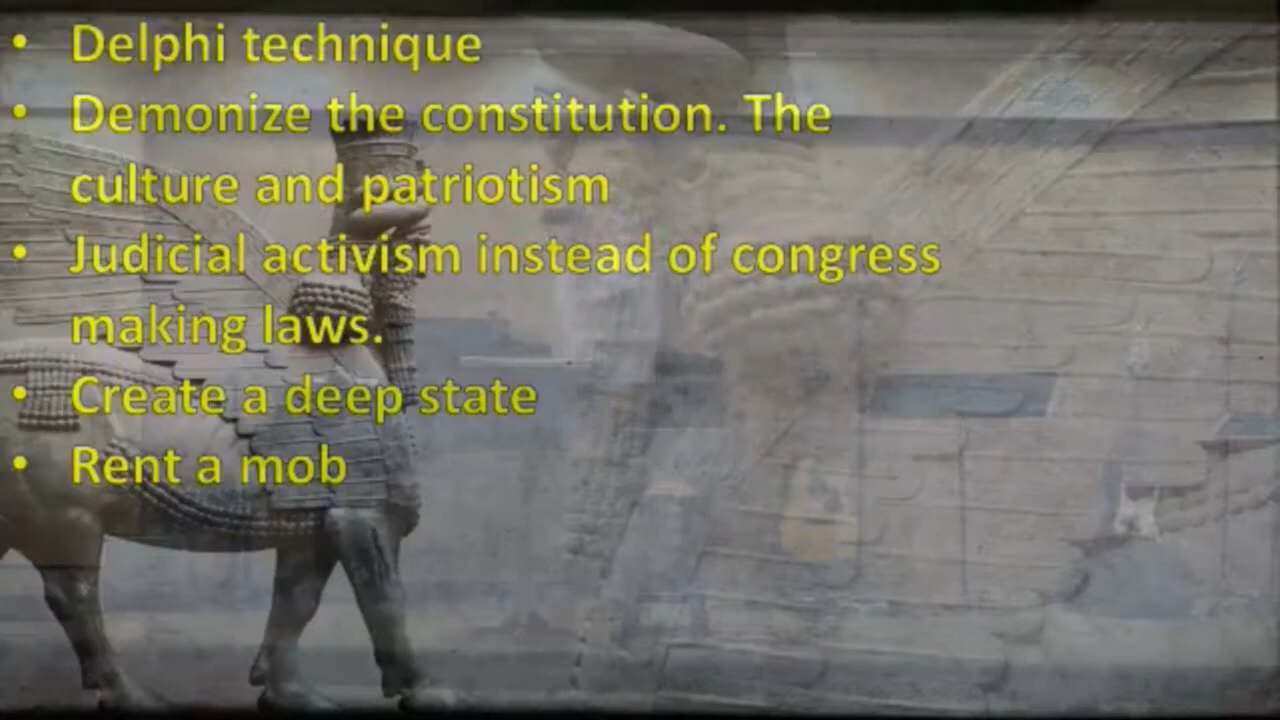 • Delphi technique
• Demonize the constitution. The
culture and patriotism
• Judicial activism instead of congress
making laws.
• Create a deep state
• Rent a mob